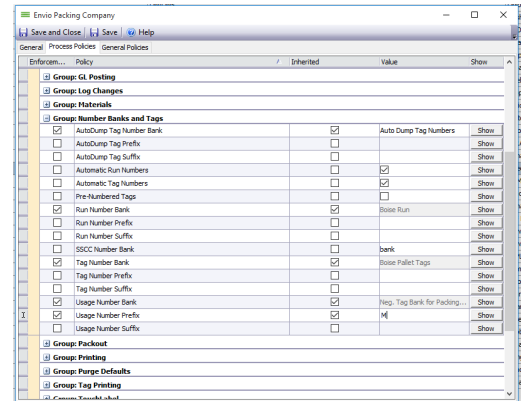 Envio Packing Company
Save and Close Save Help
General Process Policies General Policies
Enforcem... Policy Inherited Value Show
Group: GL Posting
Group: Log Changes
Group: Materials
Group: Number Banks and Tags
AutoDump Tag Number Bank Auto Dump Tag Numbers Show
AutoDump Tag Prefix Show
AutoDump Tag Suffix Show
Automatic Run Numbers Show
Automatic Tag Numbers Show
Pre-Numbered Tags Show
Run Number Bank Boise Run Show
Run Number Prefix Show
Run Number Suffix Show
SSCC Number Bank bank Show
Tag Number Bank Boise Pallet Tags Show
Tag Number Prefix Show
Tag Number Suffix Show
Usage Number Bank Neg. Tag Bank for Packing... Show
Usage Number Prefix M Show
Usage Number Suffix Show
Group: Packout
Group: Printing
Group: Purge Defaults
Group: Tag Printing
Group: TouchLabel